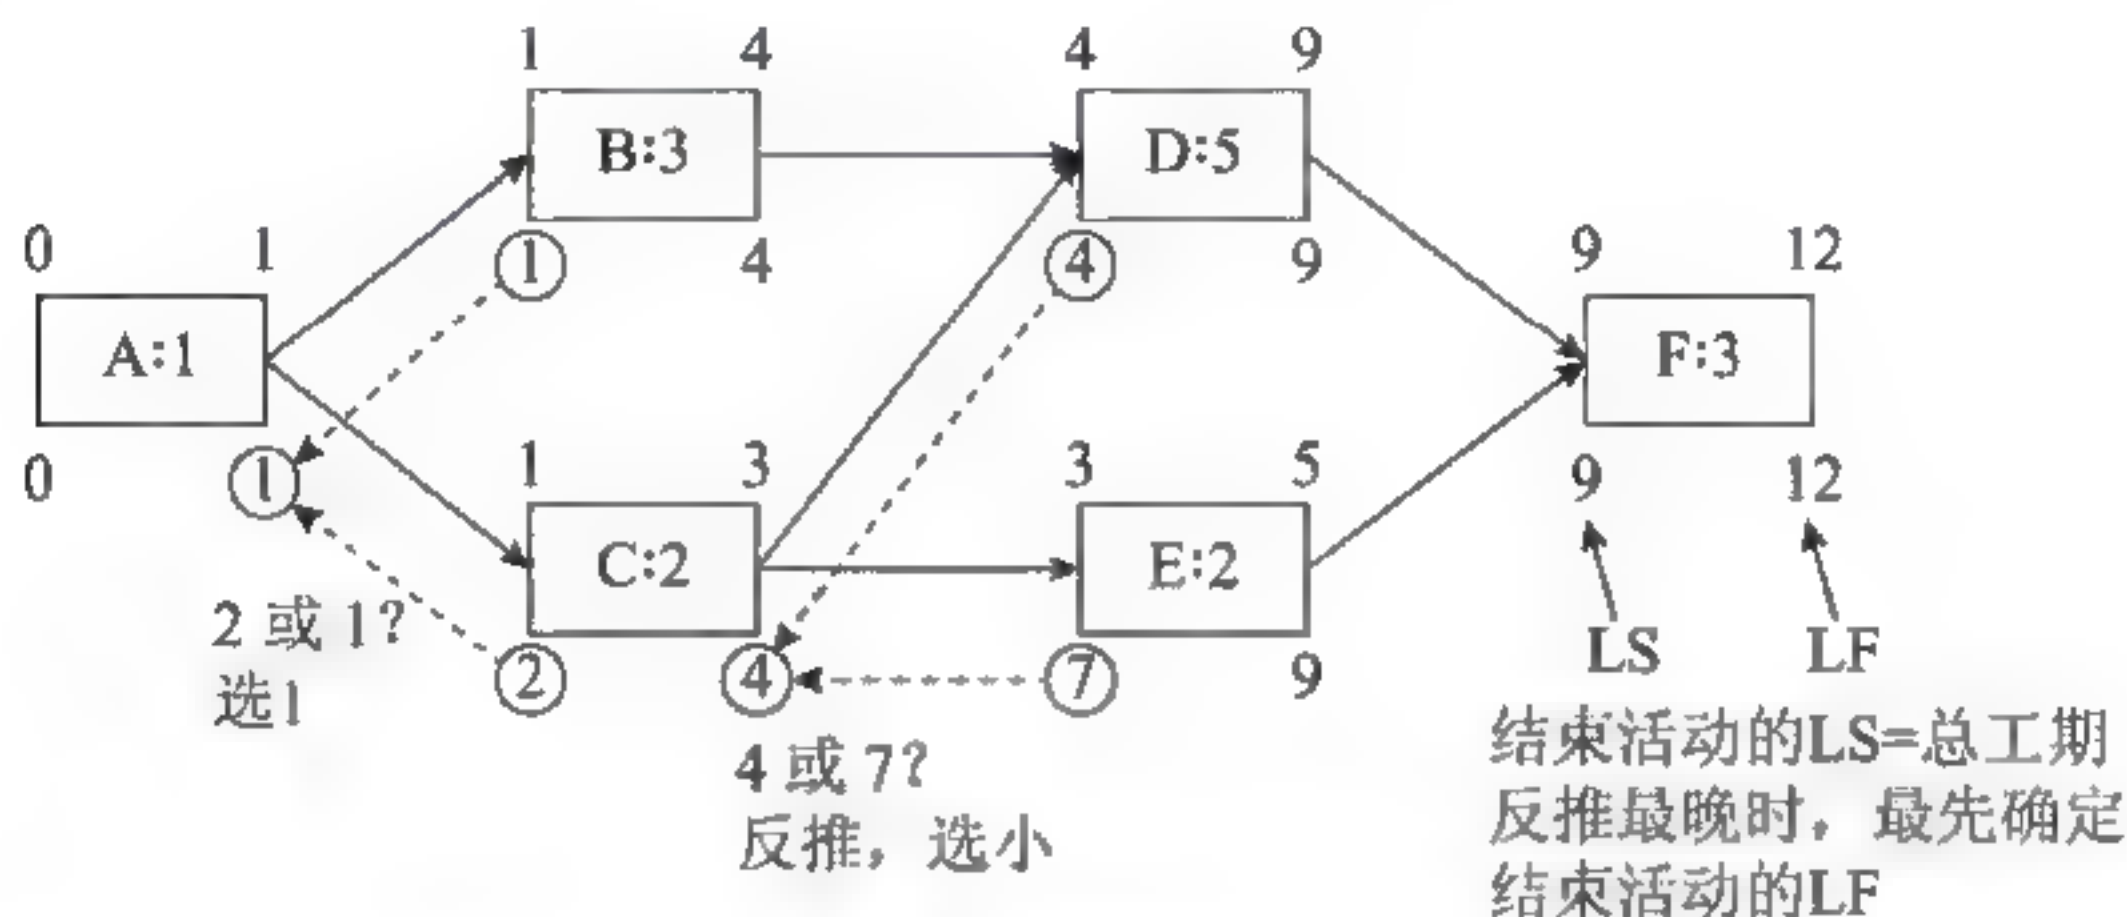 1 4 4 9
B:3 D:5
0 1 ① 4 ④ 9 9 12
A:1 F:3
0 ① 1 3 3 5 9 12
C:2 E:2
2 或 1? LS LF
选1 ② ④ ⑦ 9
4 或 7? 结束活动的LS=总工期
反推，选小 反推最晚时，最先确定
结束活动的LF